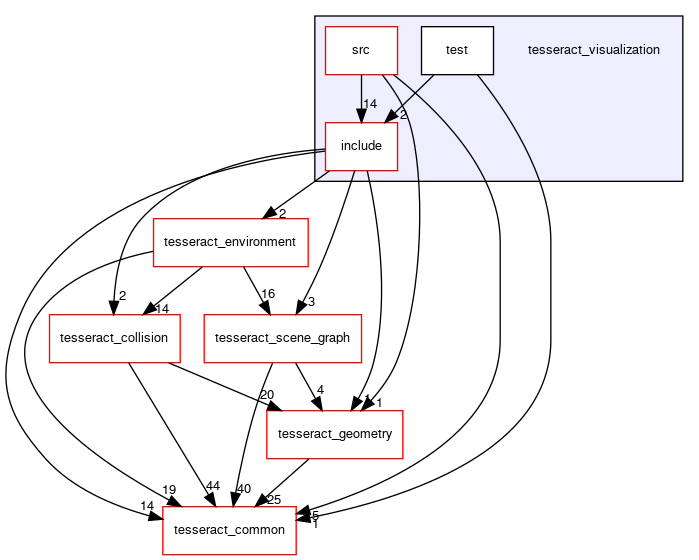 src
test
tesseract_visualization
14
2
include
2
tesseract_environment
2
14
16
3
tesseract_collision
tesseract_scene_graph
20
4
1
1
tesseract_geometry
14
19
44
40
25
1
tesseract_common